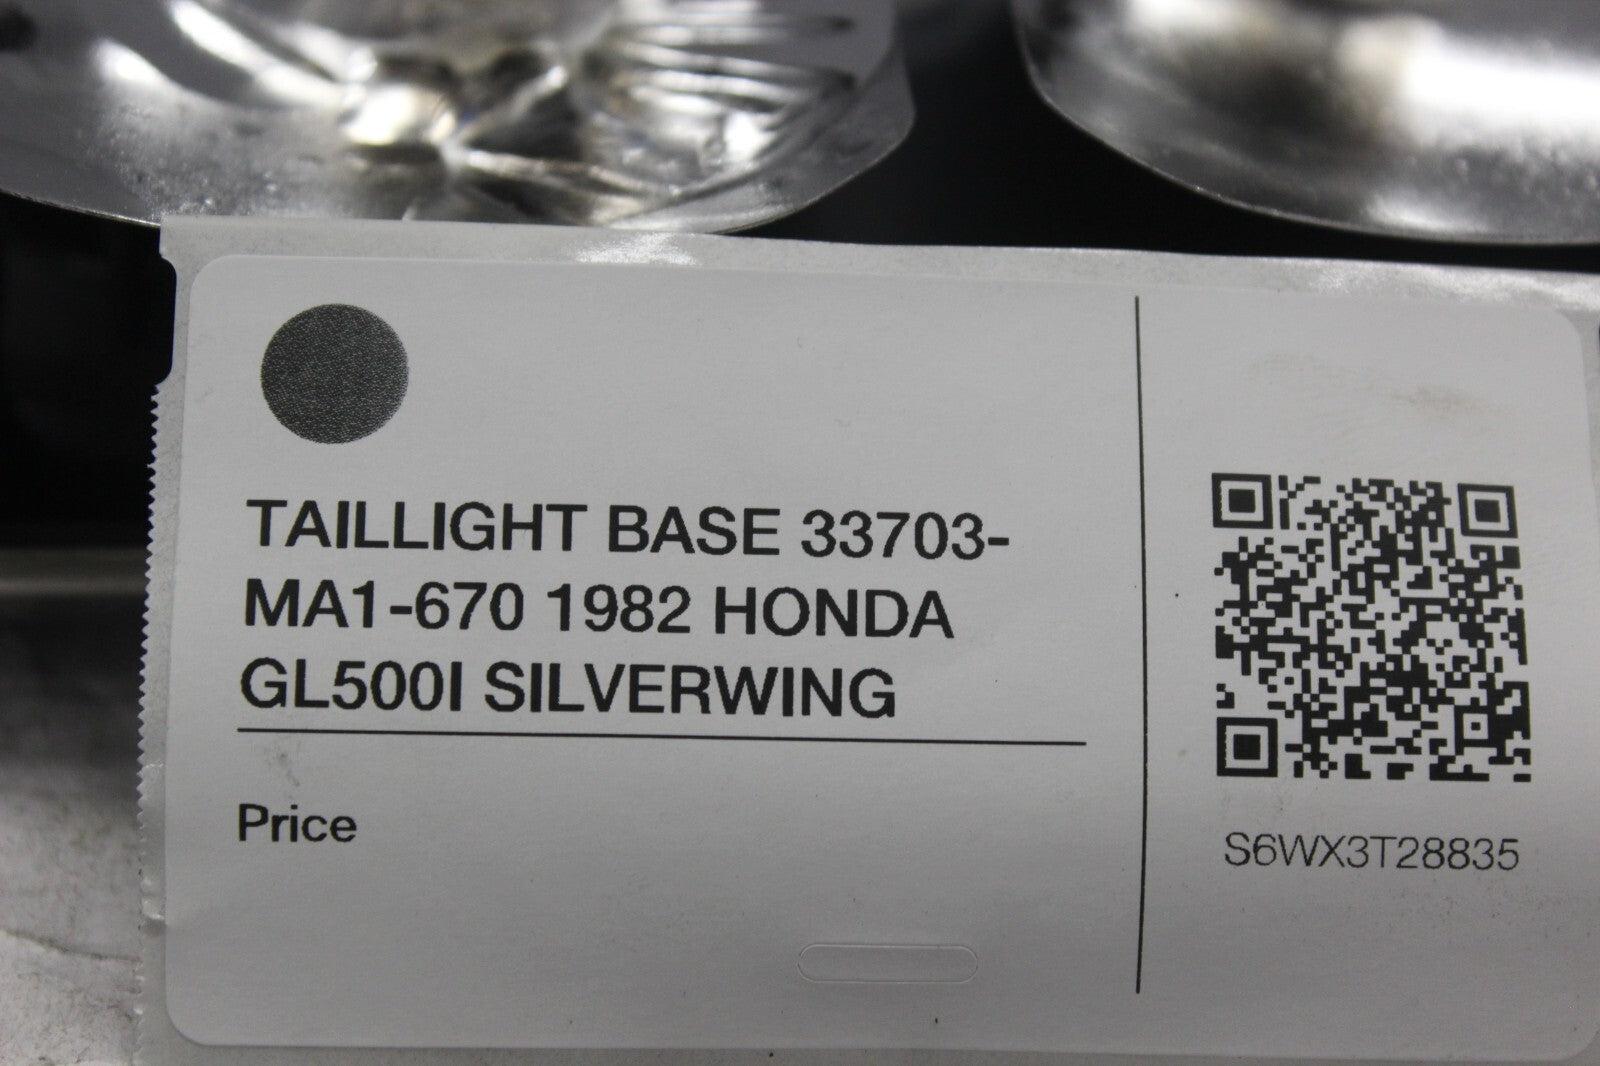 TAILLIGHT BASE 33703-
MA1-670 1982 HONDA
GL500I SILVERWING
Price
S6WX3T28835